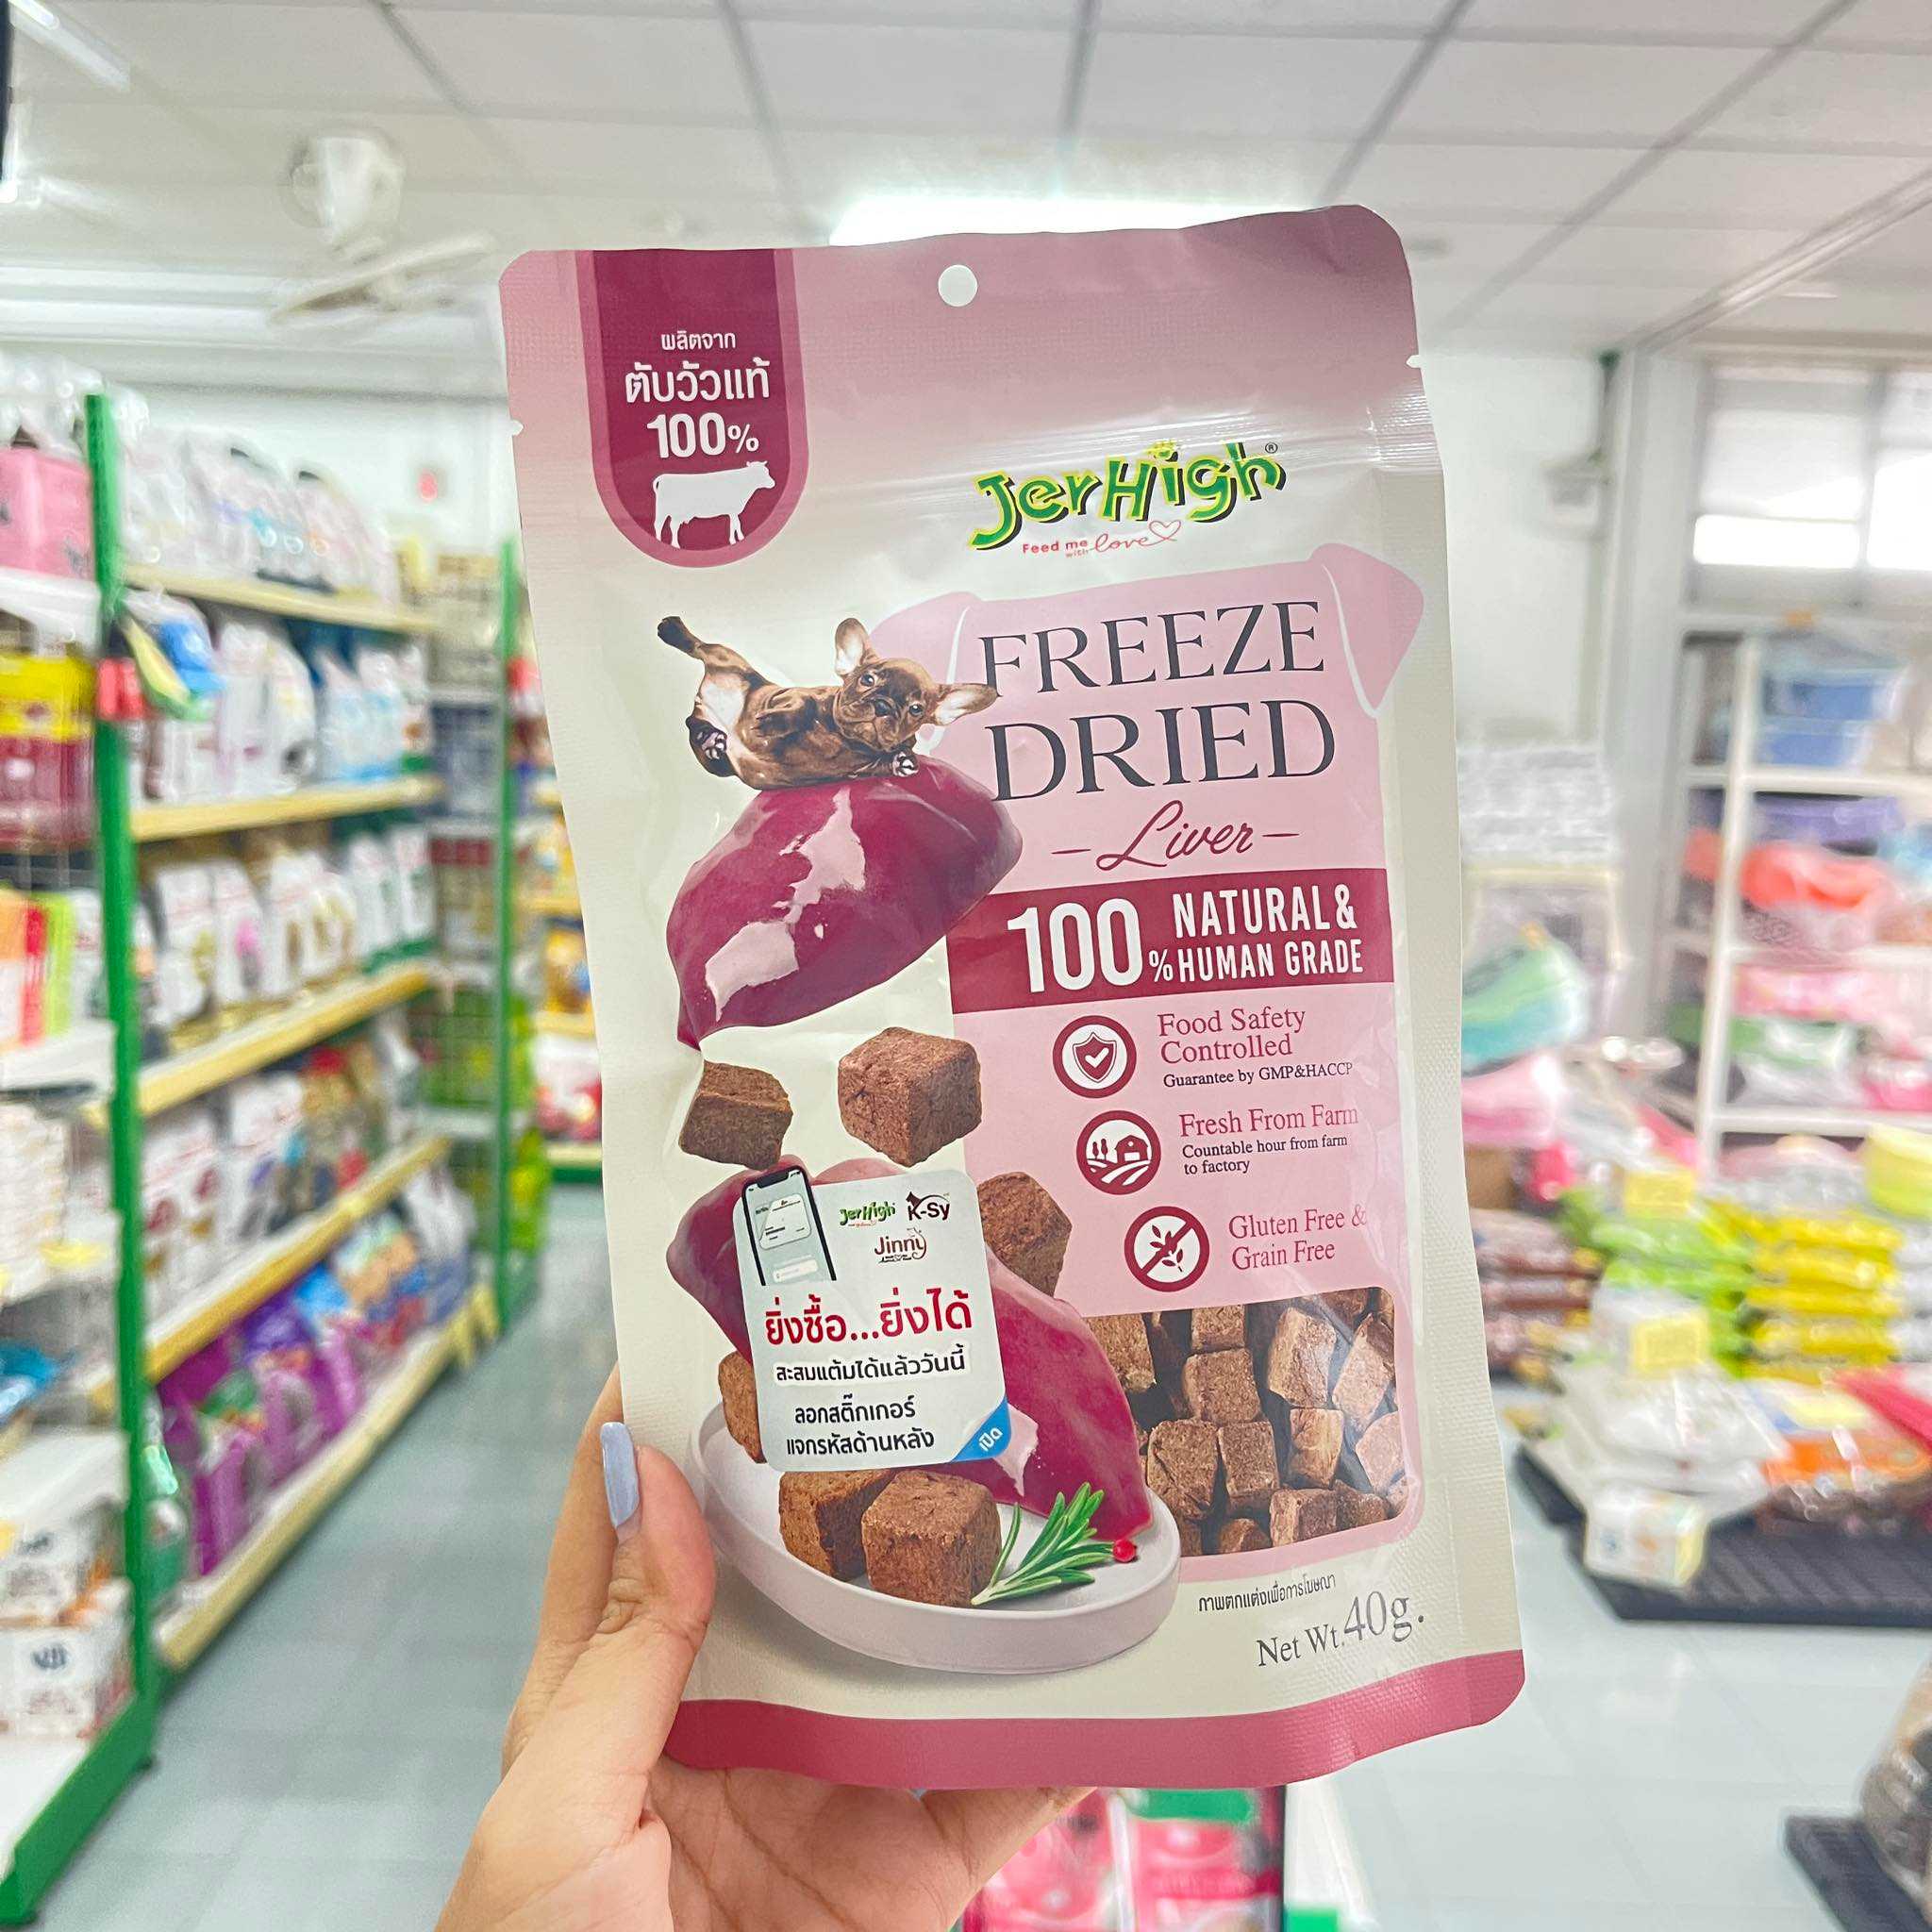 ผลิตจาก
ตับวัวแท้
100%
JerHigh®
Feed me with love
FREEZE
DRIED
Liver
100% NATURAL &
HUMAN GRADE
Food Safety
Controlled
Guarantee by GMP&HACCP
Fresh From Farm
Countable hour from farm
to factory
Gluten Free &
Grain Free
JerHigh K-Sy
Jinny
ยิ่งซื้อ...ยิ่งได้
สะสมแต้มได้แล้ววันนี้
ลอกสติ๊กเกอร์
แจกรหัสด้านหลัง
เปิด
ภาพตกแต่งเพื่อการโฆษณา
Net Wt.40g.